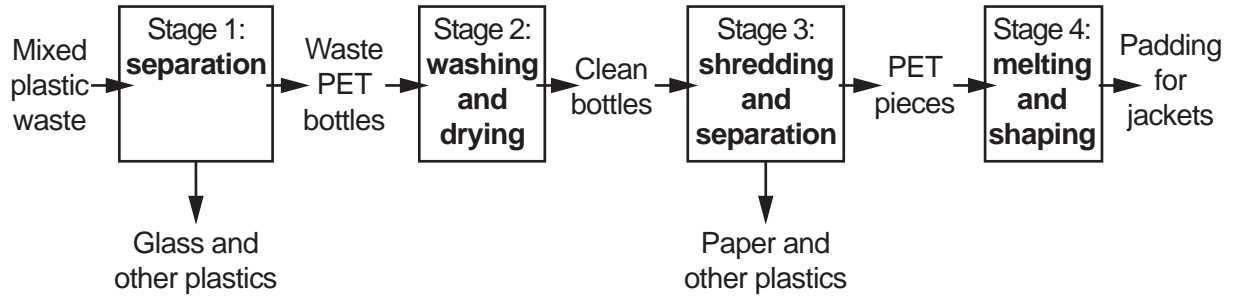 Mixed
plastic
waste
Stage 1:
separation
Glass and
other plastics
Waste
PET
bottles
Stage 2:
washing
and
drying
Clean
bottles
Stage 3:
shredding
and
separation
Paper and
other plastics
PET
pieces
Stage 4:
melting
and
shaping
Padding
for
jackets